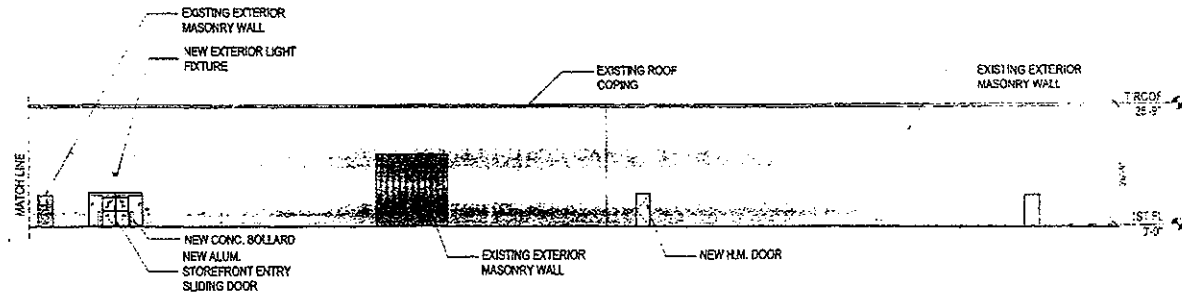 EXISTING EXTERIOR
MASONRY WALL
NEW EXTERIOR LIGHT
FIXTURE
EXISTING ROOF
COPING
EXISTING EXTERIOR
MASONRY WALL
T/ROOF
MATCH LINE
1ST FL
NEW CONC. BOLLARD
NEW ALUM.
STOREFRONT ENTRY
SLIDING DOOR
EXISTING EXTERIOR
MASONRY WALL
NEW H.M. DOOR